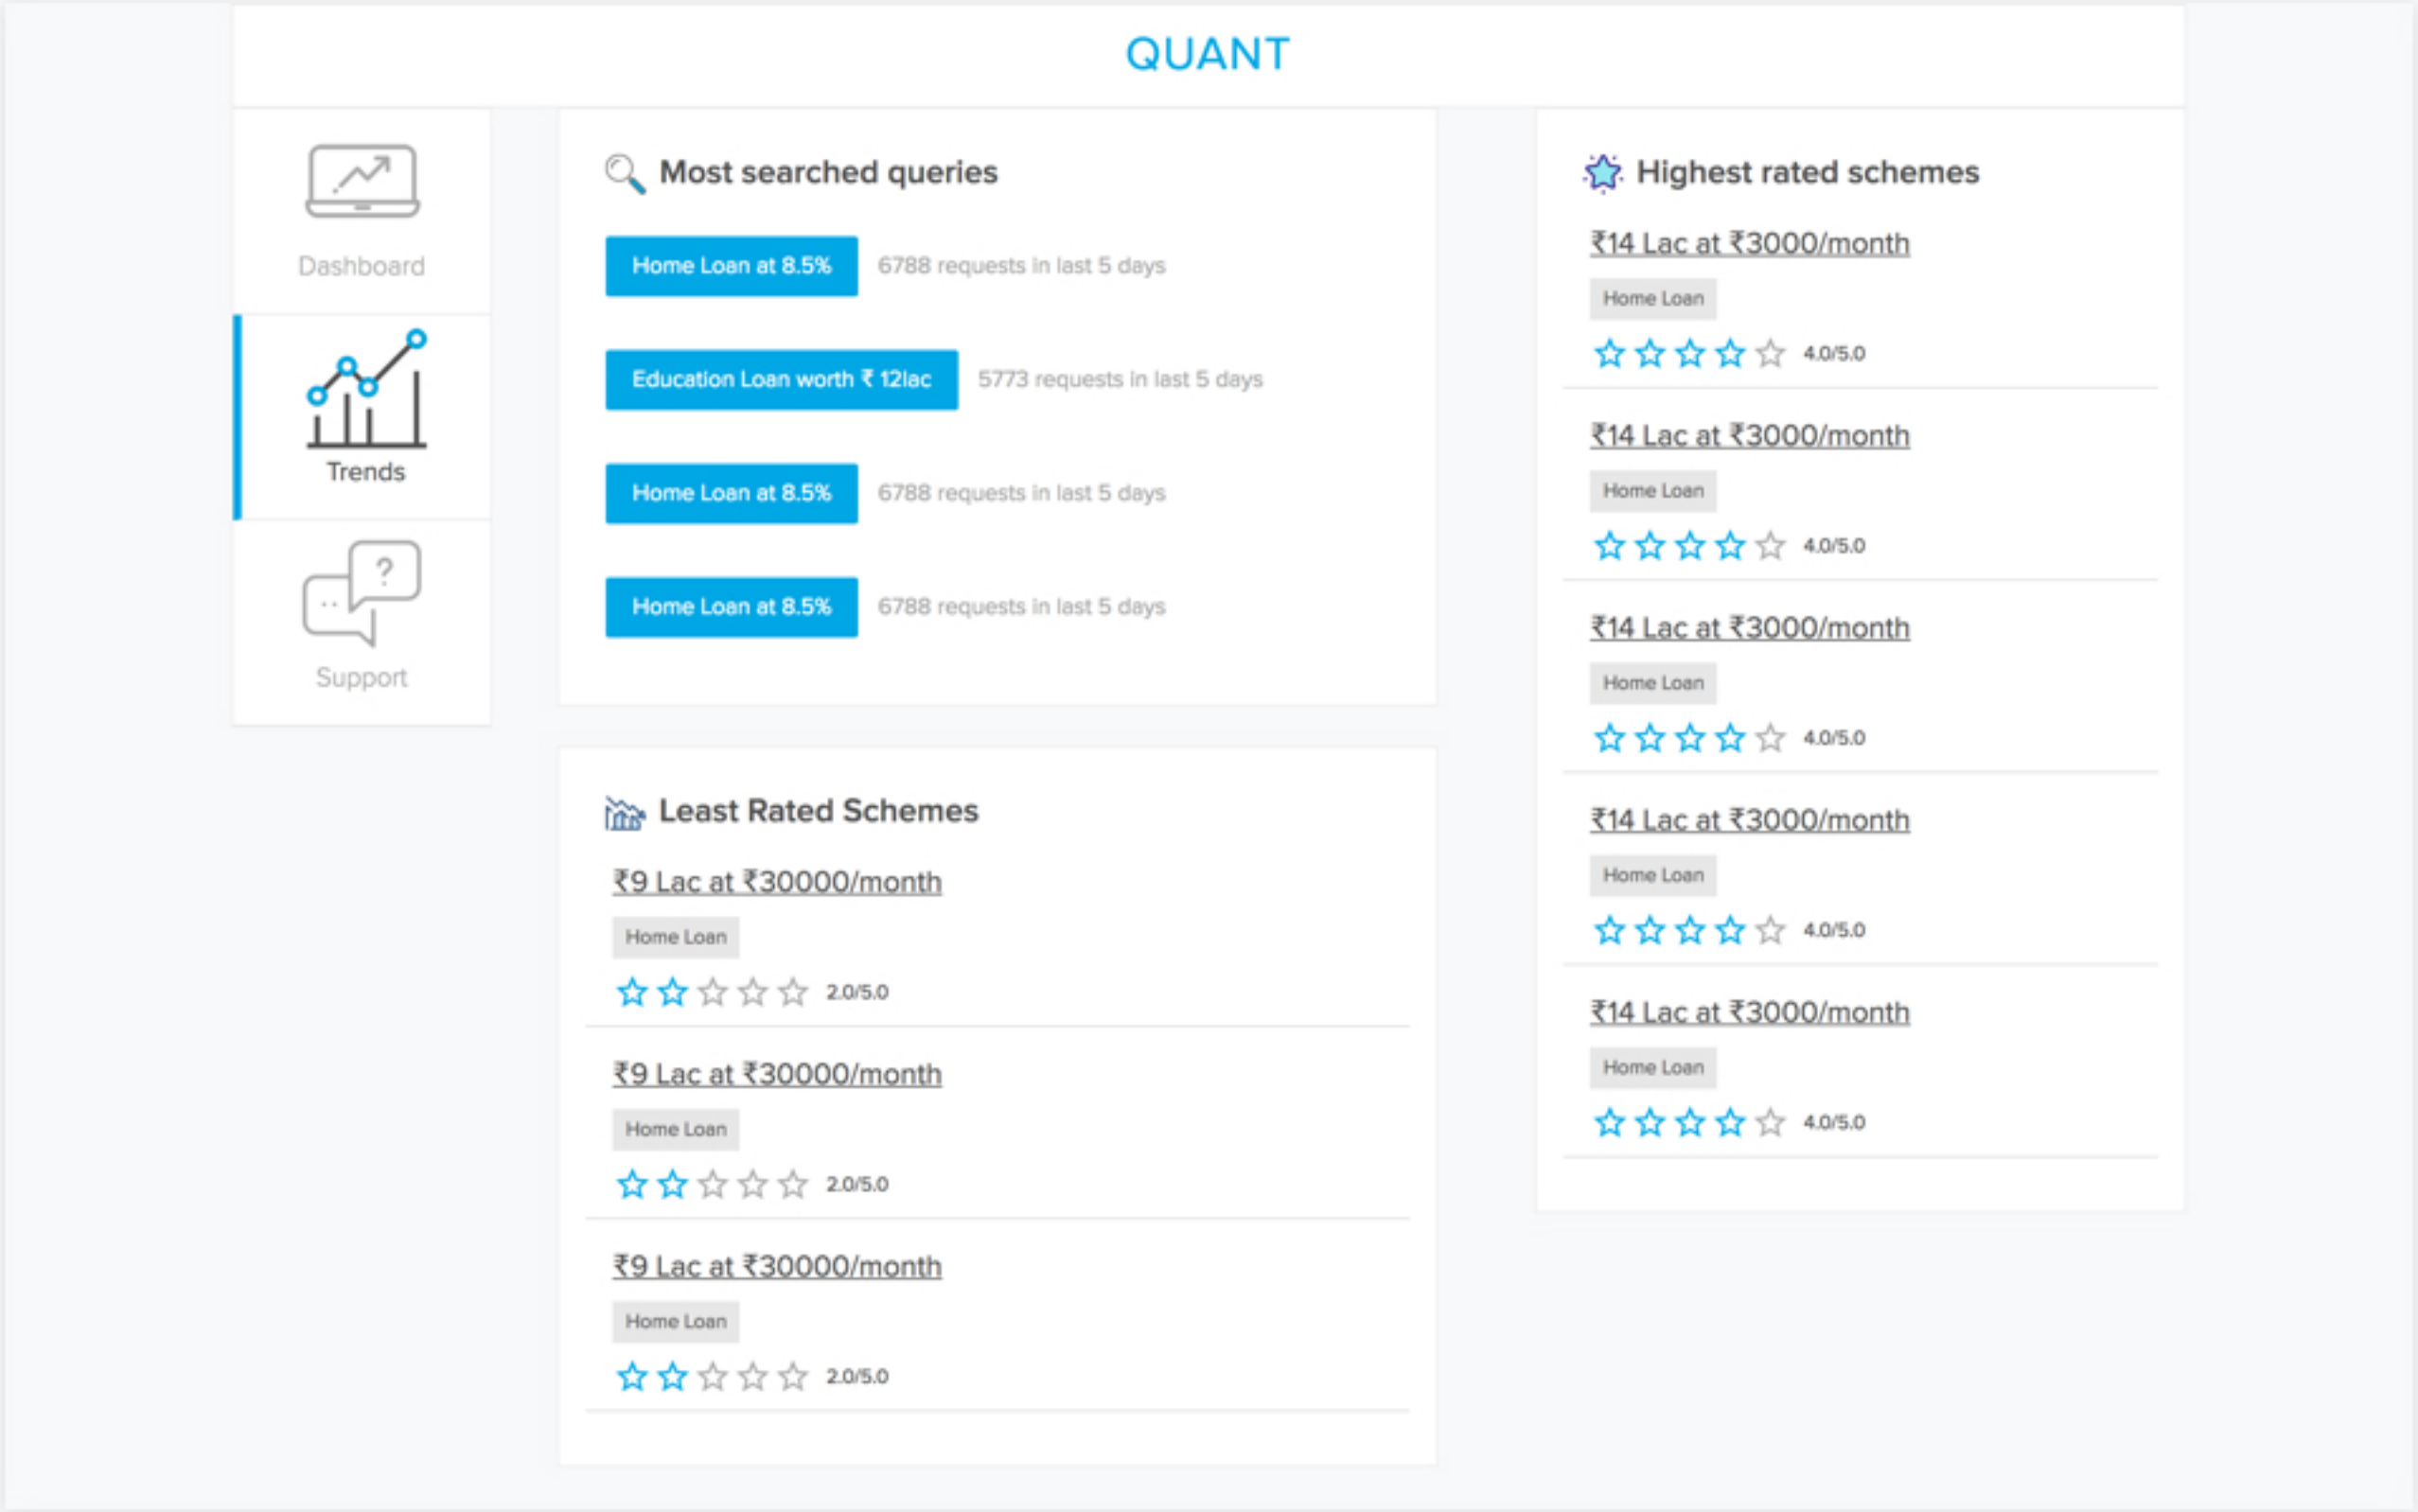 QUANT
Dashboard
Trends
?
Support
Most searched queries
Home Loan at 8.5% 6788 requests in last 5 days
Education Loan worth ₹ 12lac 5773 requests in last 5 days
Home Loan at 8.5% 6788 requests in last 5 days
Home Loan at 8.5% 6788 requests in last 5 days
Least Rated Schemes
₹9 Lac at ₹30000/month
Home Loan
2.0/5.0
₹9 Lac at ₹30000/month
Home Loan
2.0/5.0
₹9 Lac at ₹30000/month
Home Loan
2.0/5.0
Highest rated schemes
₹14 Lac at ₹3000/month
Home Loan
4.0/5.0
₹14 Lac at ₹3000/month
Home Loan
4.0/5.0
₹14 Lac at ₹3000/month
Home Loan
4.0/5.0
₹14 Lac at ₹3000/month
Home Loan
4.0/5.0
₹14 Lac at ₹3000/month
Home Loan
4.0/5.0